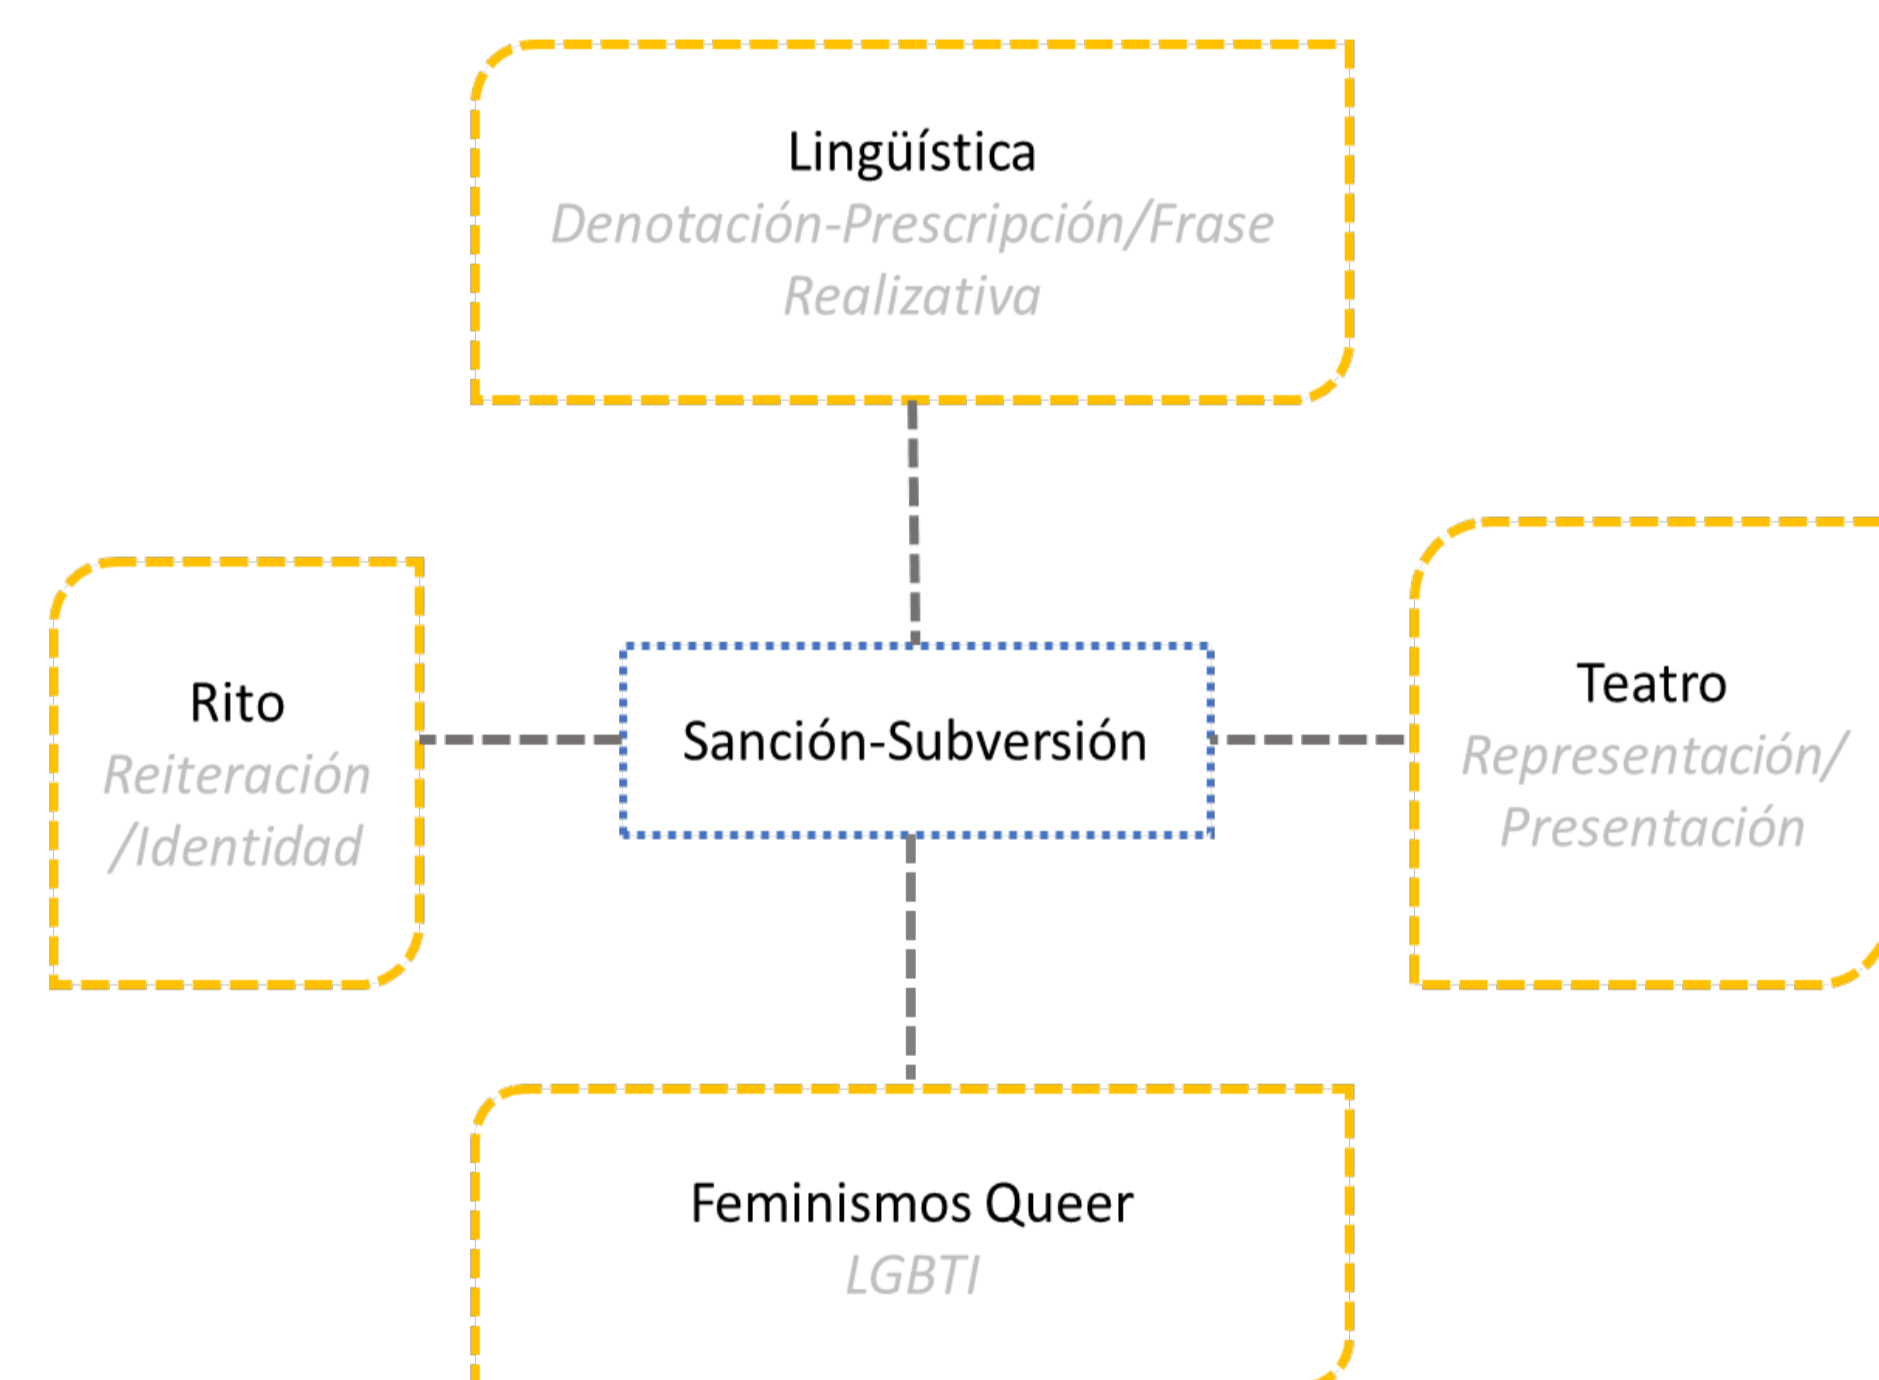 Lingüística
Denotación-Prescripción/Frase
Realizativa
Rito
Reiteración
/Identidad
Sanción-Subversión
Teatro
Representación/
Presentación
Feminismos Queer
LGBTI